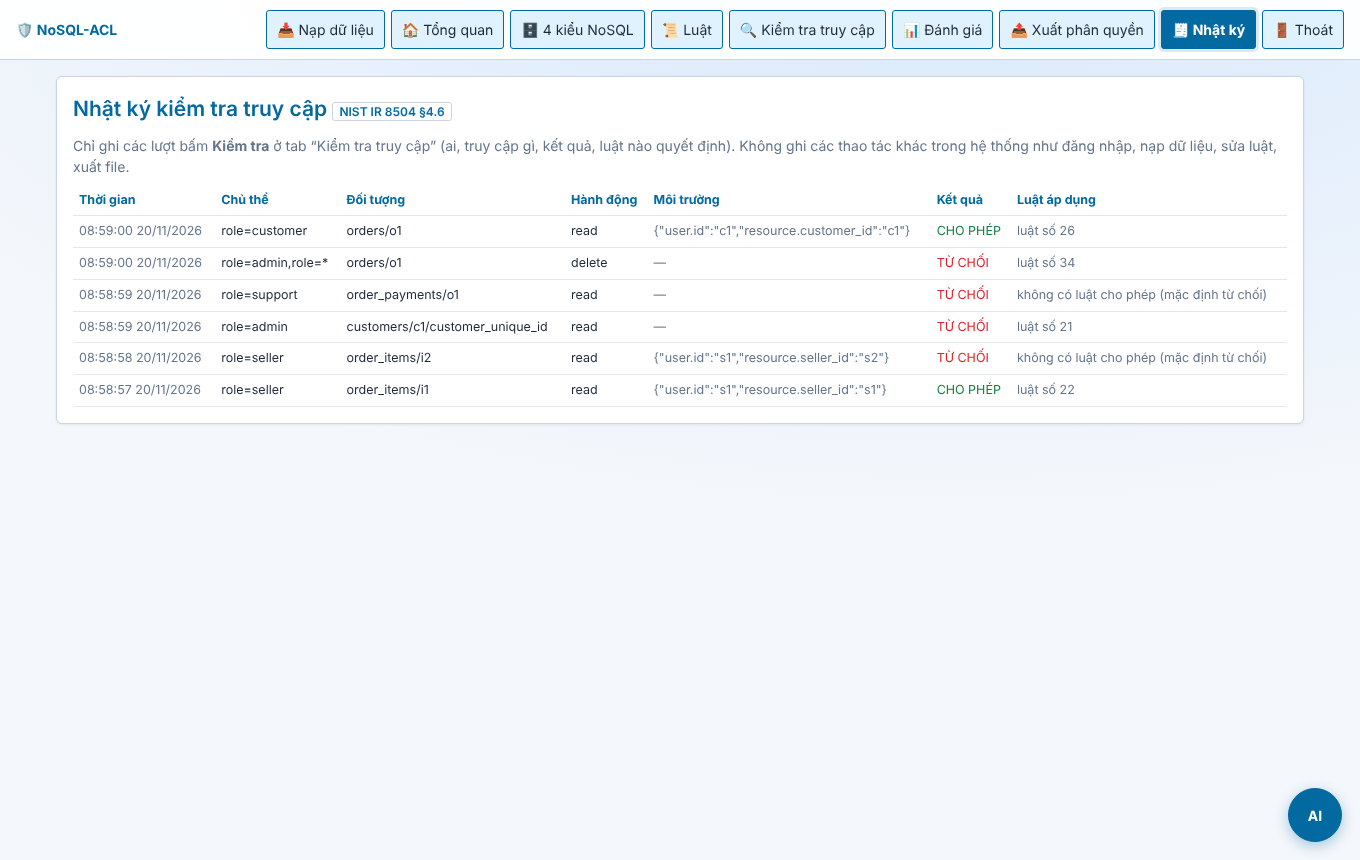 NoSQL-ACL
Nạp dữ liệu
Tổng quan
4 kiểu NoSQL
Luật
Kiểm tra truy cập
Đánh giá
Xuất phân quyền
Nhật ký
Thoát
Nhật ký kiểm tra truy cập NIST IR 8504 §4.6
Chỉ ghi các lượt bấm Kiểm tra ở tab “Kiểm tra truy cập” (ai, truy cập gì, kết quả, luật nào quyết định). Không ghi các thao tác khác trong hệ thống như đăng nhập, nạp dữ liệu, sửa luật,
xuất file.
Thời gian Chủ thể Đối tượng Hành động Môi trường Kết quả Luật áp dụng
08:59:00 20/11/2026 role=customer orders/o1 read {"user.id":"c1","resource.customer_id":"c1"} CHO PHÉP luật số 26
08:59:00 20/11/2026 role=admin,role=* orders/o1 delete — TỪ CHỐI luật số 34
08:58:59 20/11/2026 role=support order_payments/o1 read — TỪ CHỐI không có luật cho phép (mặc định từ chối)
08:58:59 20/11/2026 role=admin customers/c1/customer_unique_id read — TỪ CHỐI luật số 21
08:58:58 20/11/2026 role=seller order_items/i2 read {"user.id":"s1","resource.seller_id":"s2"} TỪ CHỐI không có luật cho phép (mặc định từ chối)
08:58:57 20/11/2026 role=seller order_items/i1 read {"user.id":"s1","resource.seller_id":"s1"} CHO PHÉP luật số 22
AI